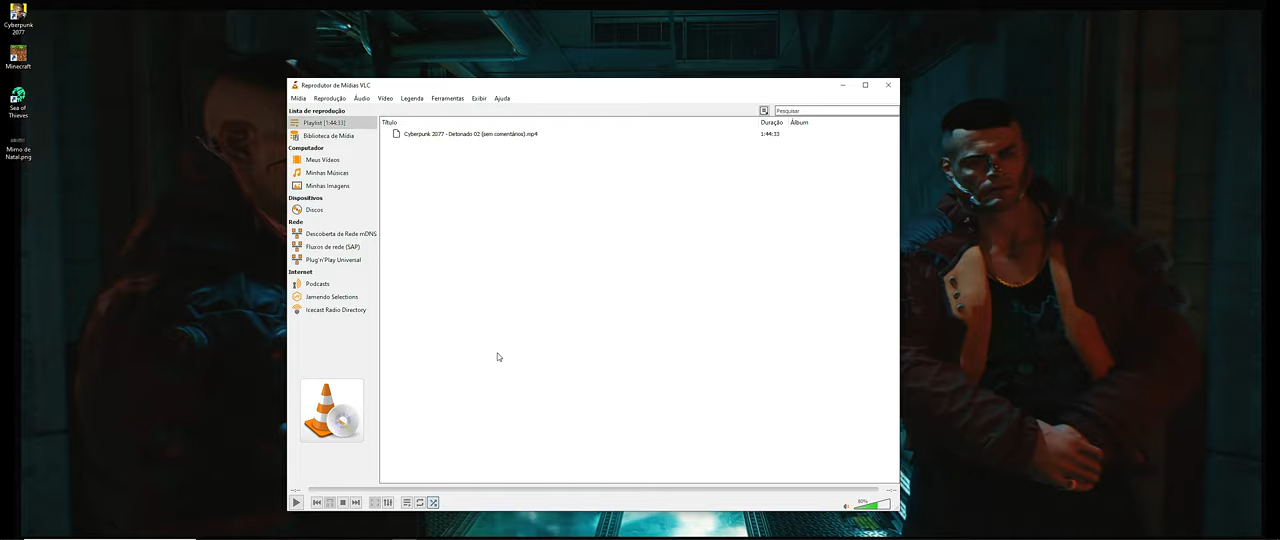 Cyberpunk 2077
Minecraft
Sea of Thieves
Mimo de Natal.png
Reprodutor de Mídias VLC
Mídia Reprodução Áudio Vídeo Legenda Ferramentas Exibir Ajuda
Lista de reprodução
Pesquisar
Playlist [1:44:33]
Título Duração Álbum
Biblioteca de Mídia
Cyberpunk 2077 - Detonado 02 (sem comentários).mp4 1:44:33
Computador
Meus Vídeos
Minhas Músicas
Minhas Imagens
Dispositivos
Discos
Rede
Descoberta de Rede mDNS
Fluxos de rede (SAP)
Plug'n'Play Universal
Internet
Podcasts
Jamendo Selections
Icecast Radio Directory
--:-- --:--
80%